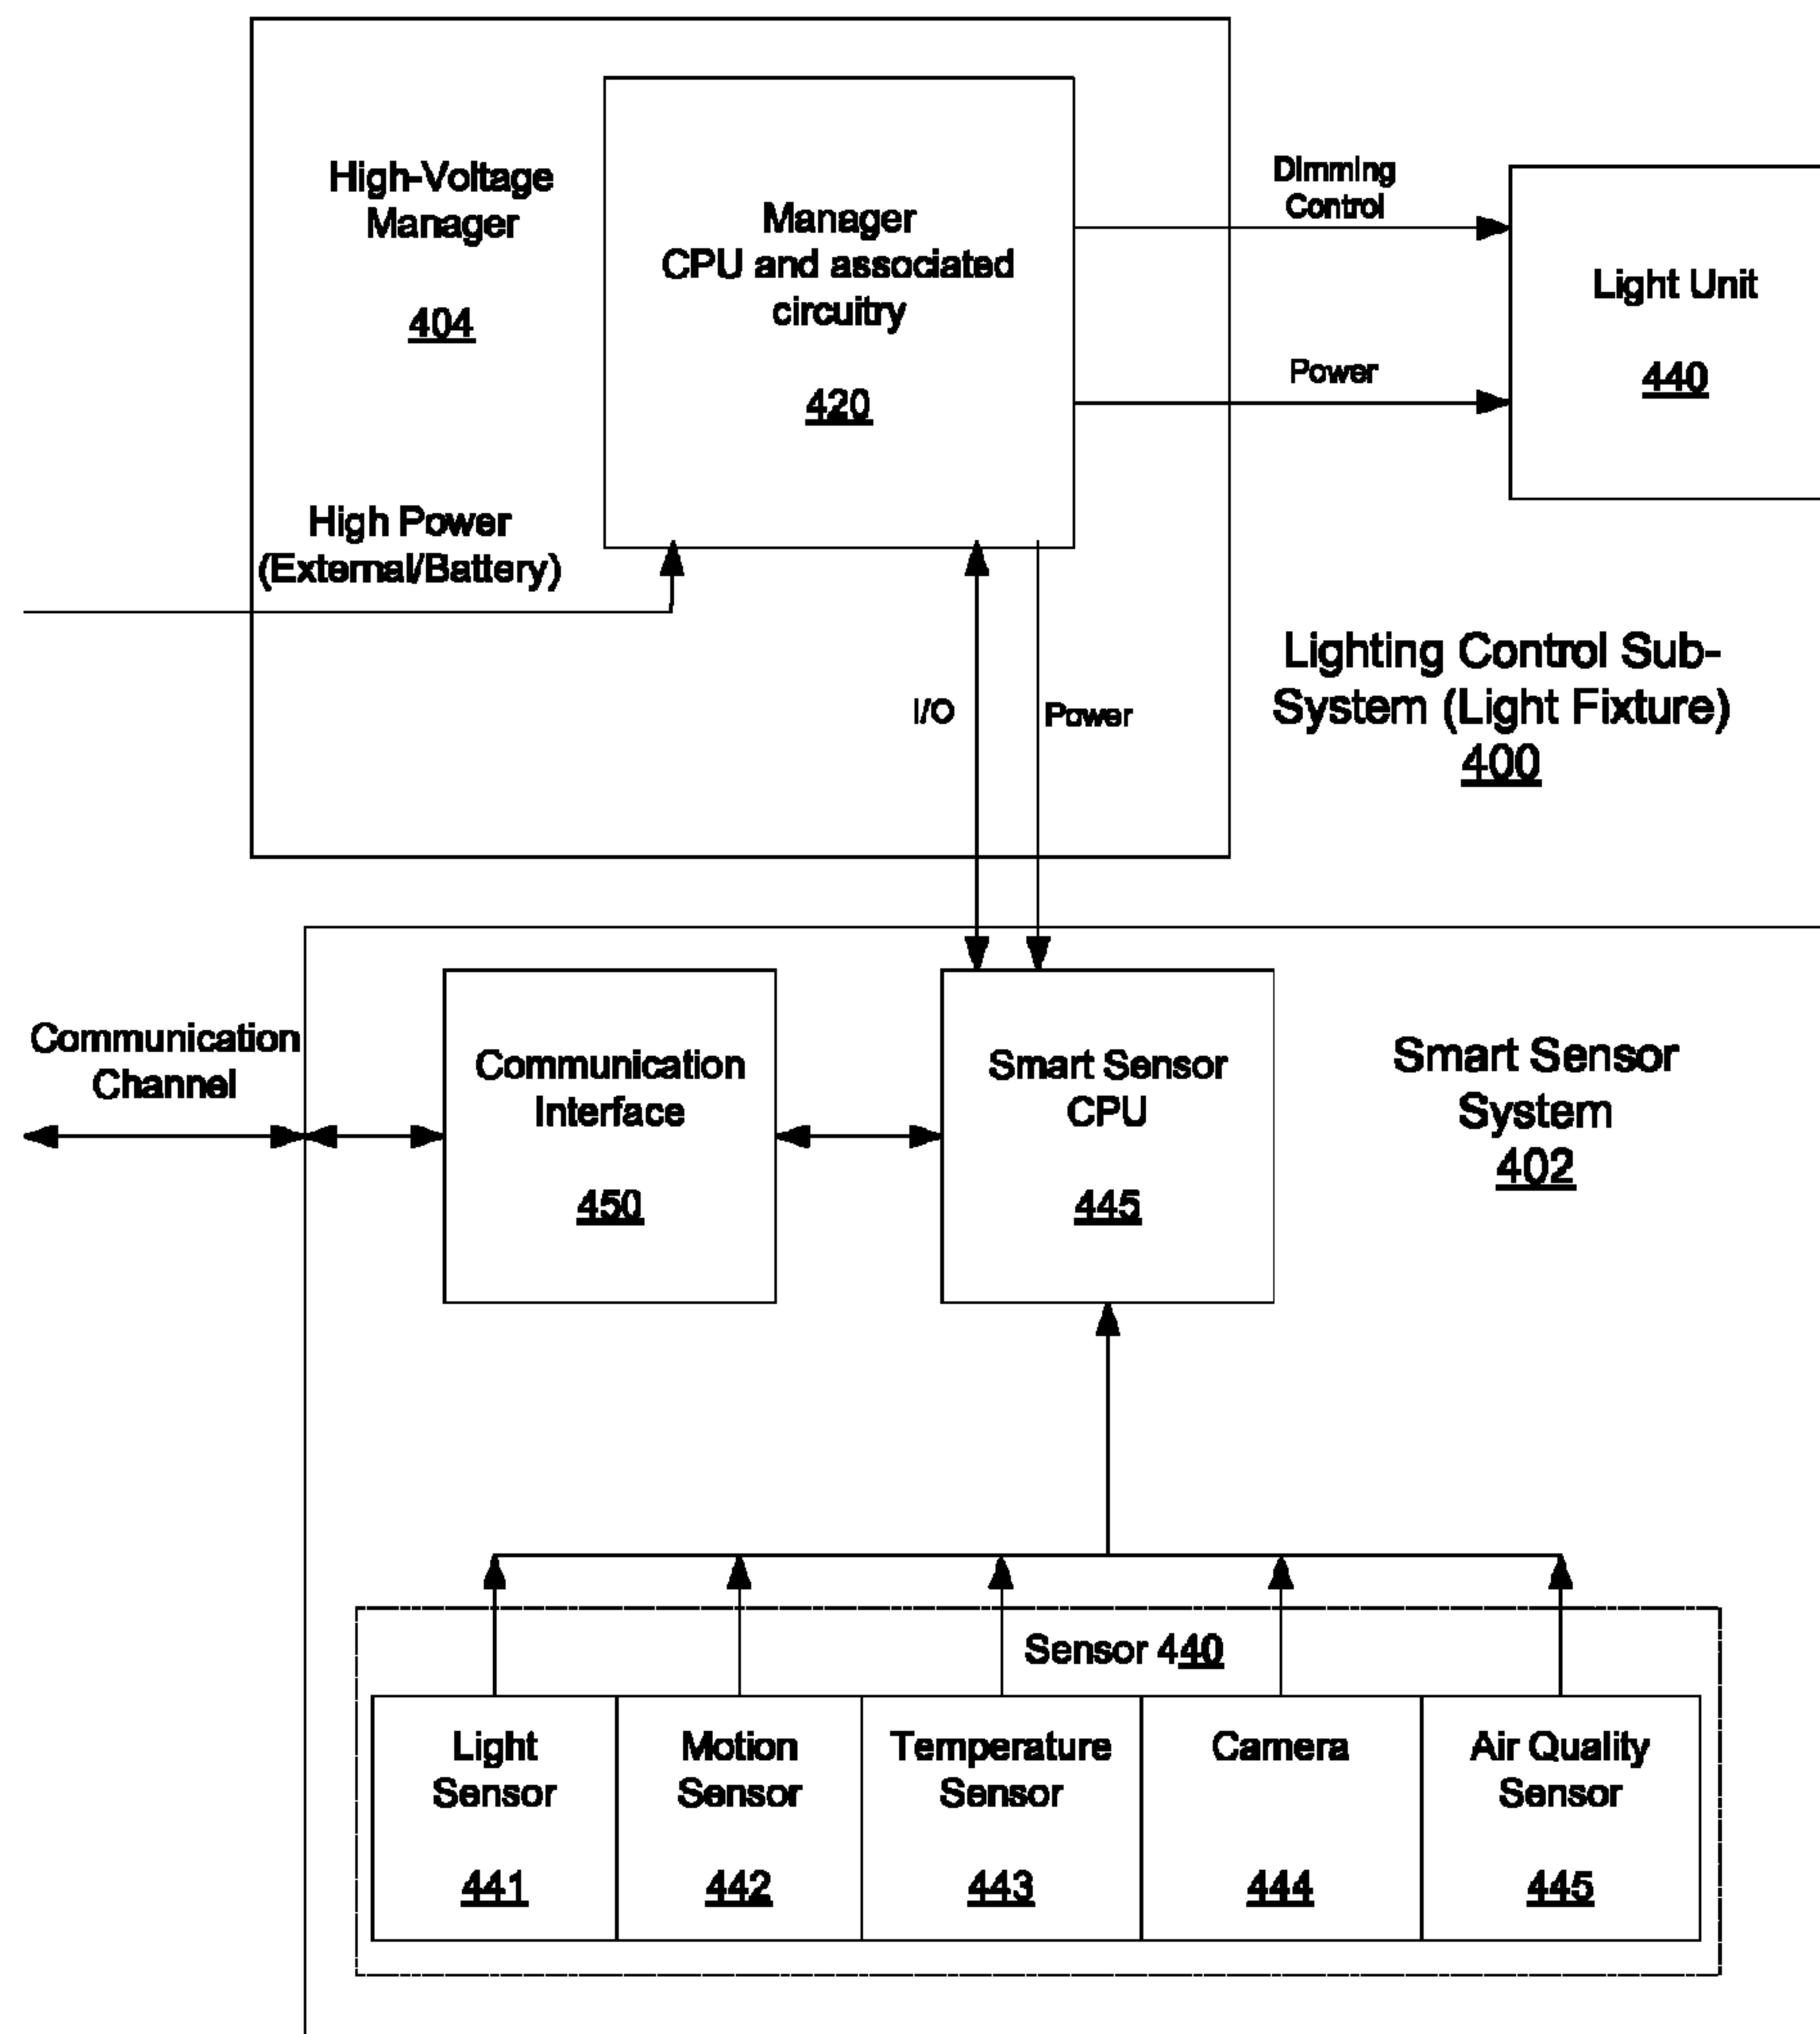 High-Voltage
Manager
404
Manager
CPU and associated
circuitry
420
Dimming
Control
Power
Light Unit
440
High Power
(External/Battery)
I/O
Power
Lighting Control Sub-
System (Light Fixture)
400
Communication
Channel
Communication
Interface
450
Smart Sensor
CPU
445
Smart Sensor
System
402
Sensor 440
Light
Sensor
441
Motion
Sensor
442
Temperature
Sensor
443
Camera
444
Air Quality
Sensor
445